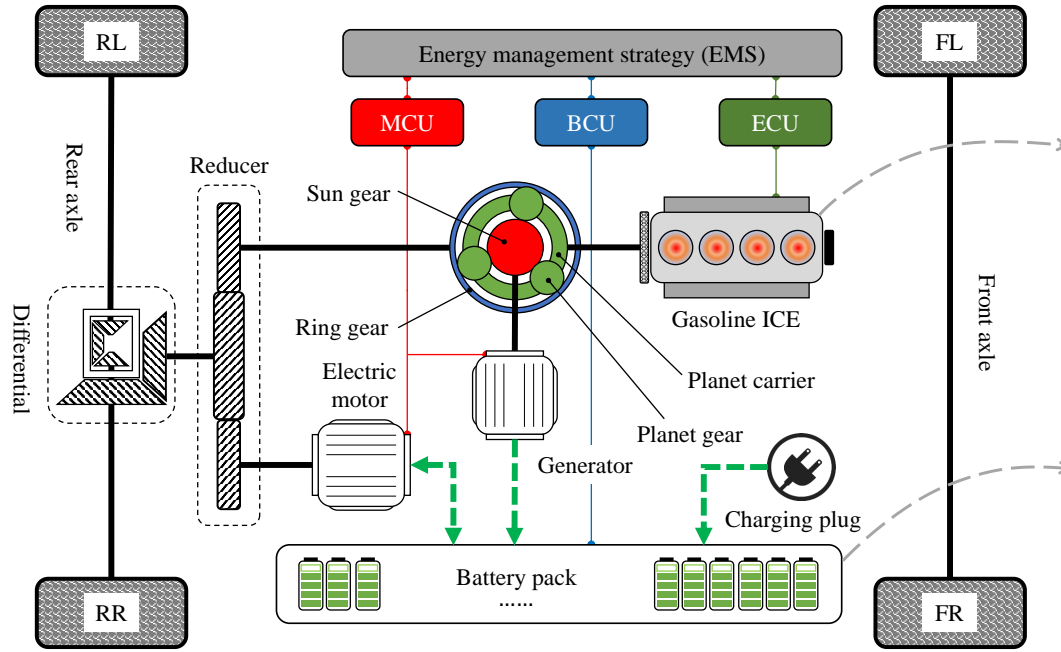 RL
FL
Energy management strategy (EMS)
MCU
BCU
ECU
Rear axle
Reducer
Sun gear
Differential
Ring gear
Gasoline ICE
Front axle
Electric
motor
Planet carrier
Planet gear
Generator
Charging plug
Battery pack
......
RR
FR